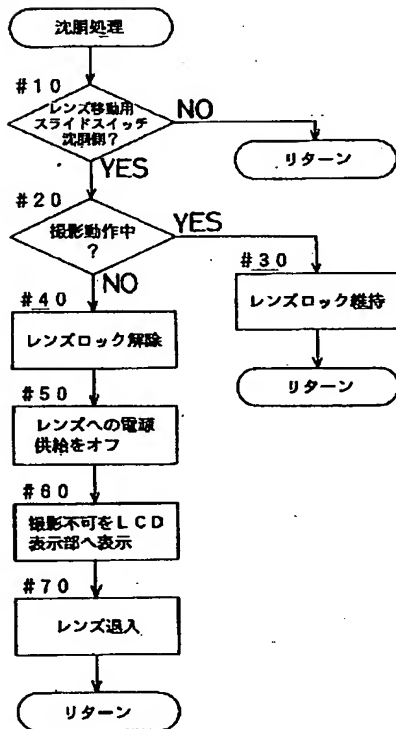 沈胴処理
#10
レンズ移動用
スライドスイッチ
沈胴側?
NO
リターン
YES
#20
撮影動作中
?
YES
NO
#30
レンズロック維持
リターン
#40
レンズロック解除
#50
レンズへの電源
供給をオフ
#60
撮影不可をLCD
表示部へ表示
#70
レンズ退入
リターン